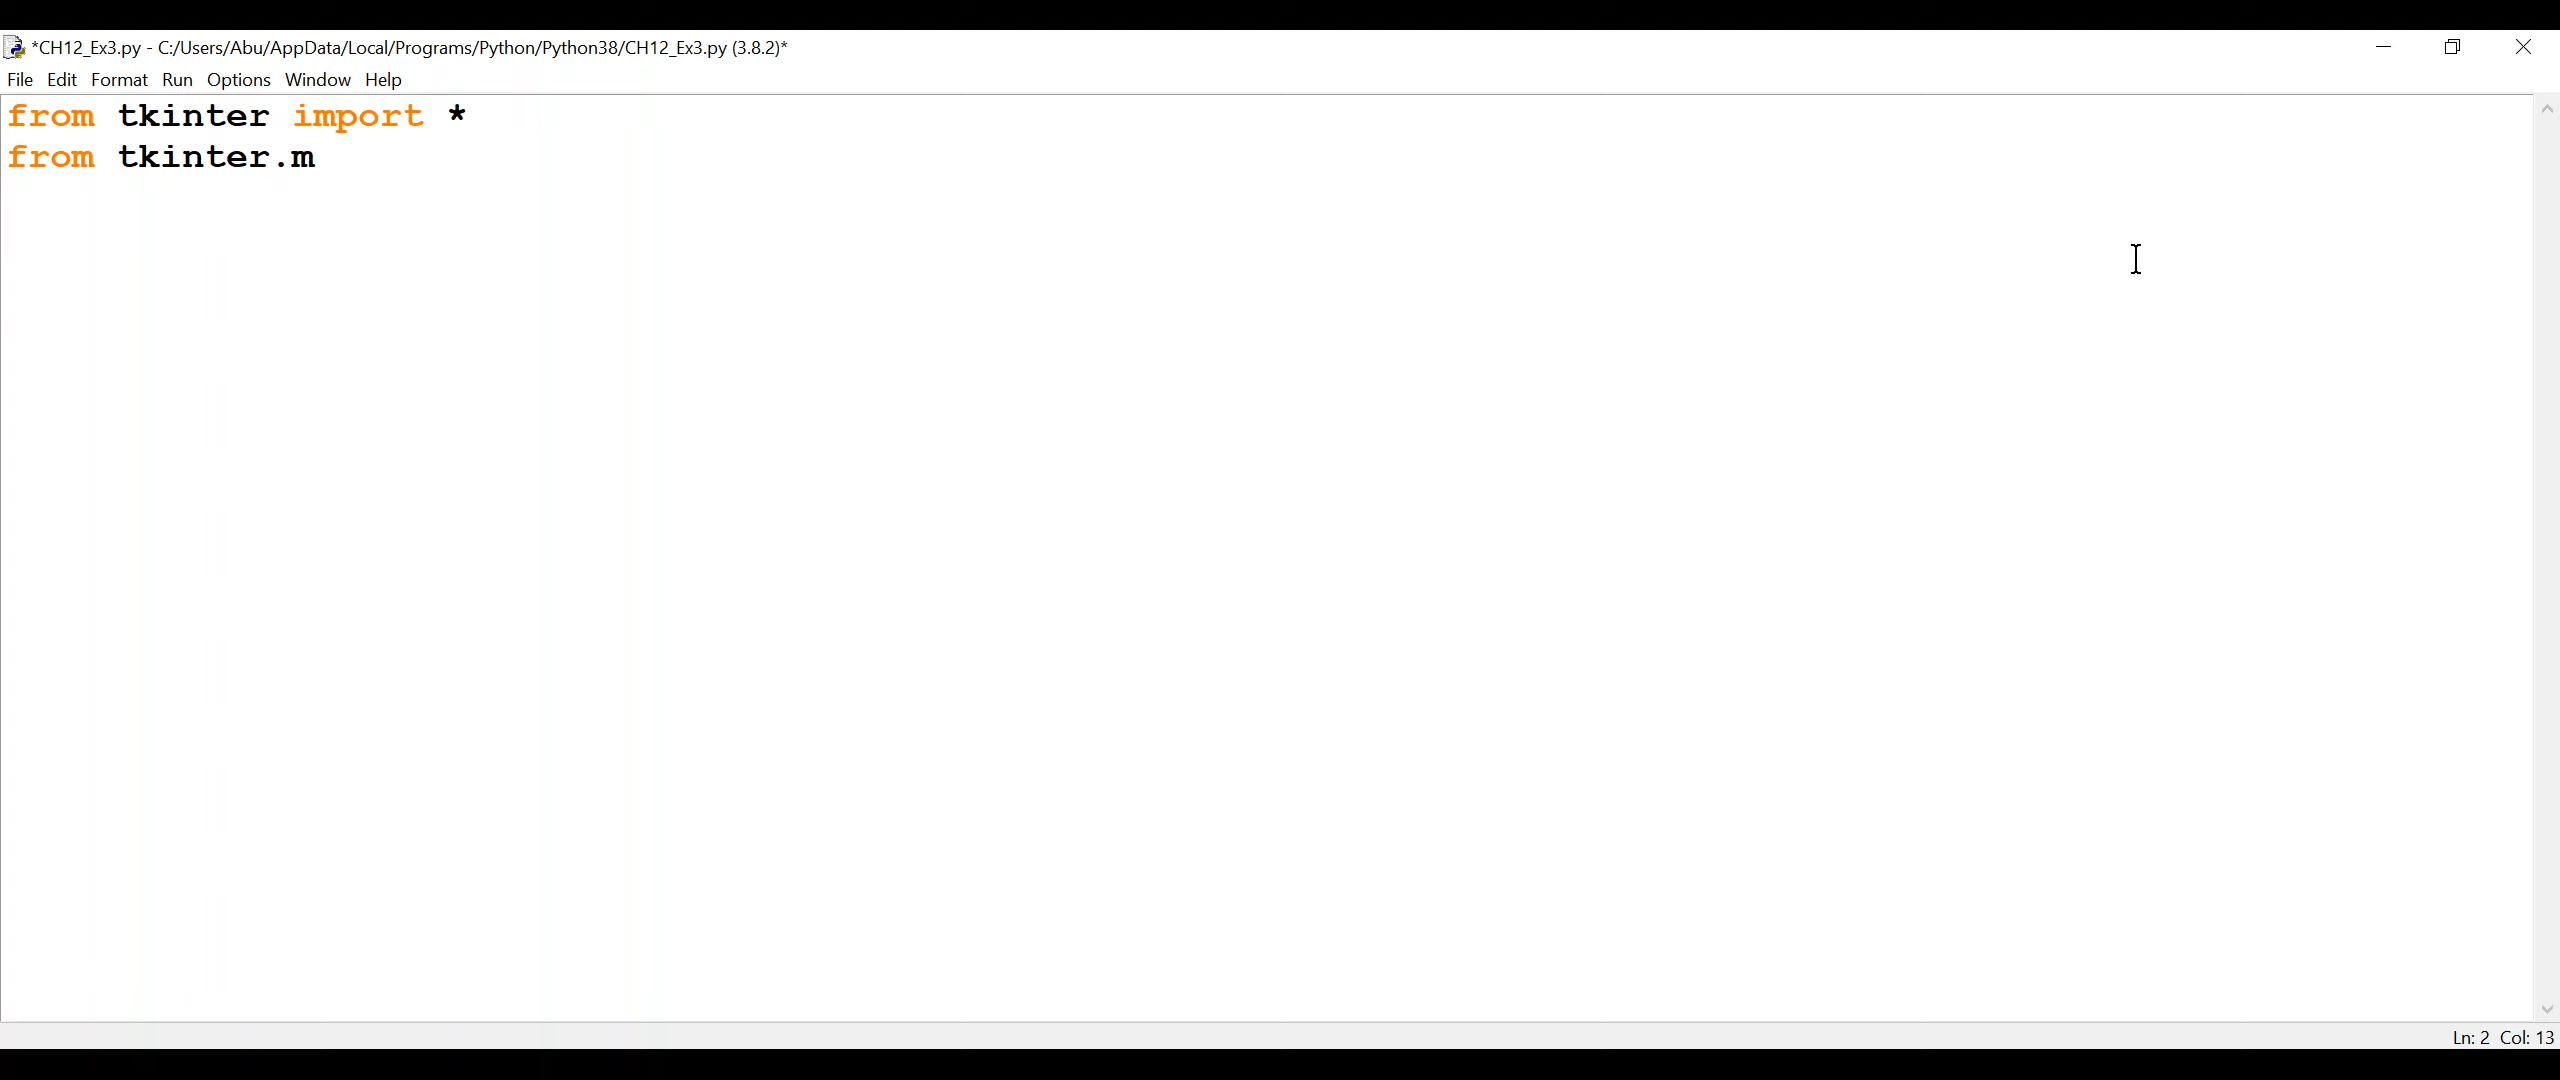 *CH12_Ex3.py - C:/Users/Abu/AppData/Local/Programs/Python/Python38/CH12_Ex3.py (3.8.2)*
File Edit Format Run Options Window Help
from tkinter import *
from tkinter.m
Ln: 2 Col: 13